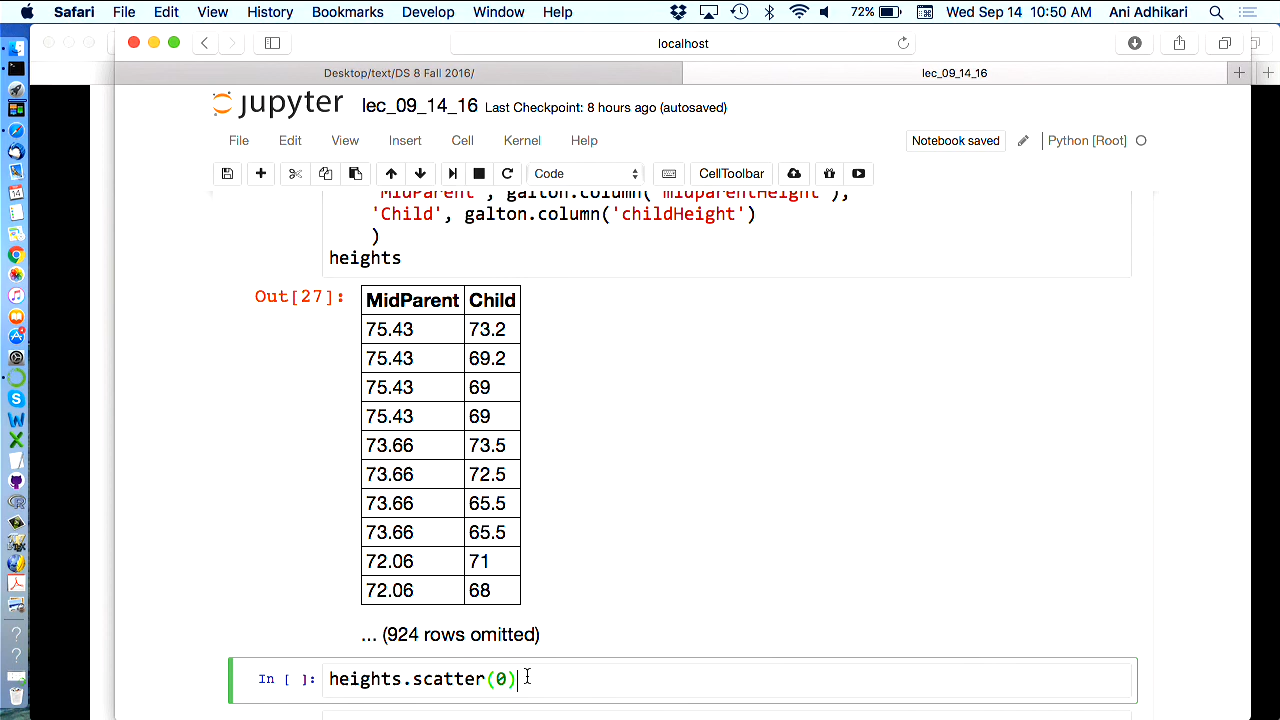 Safari File Edit View History Bookmarks Develop Window Help 72% Wed Sep 14 10:50 AM Ani Adhikari
localhost
Desktop/text/DS 8 Fall 2016/ lec_09_14_16
jupyter lec_09_14_16 Last Checkpoint: 8 hours ago (autosaved)
File Edit View Insert Cell Kernel Help Notebook saved Python [Root]
Code CellToolbar
'MidParent', galton.column('midparentHeight'),
'Child', galton.column('childHeight')
)
heights
Out[27]:
MidParent Child
75.43 73.2
75.43 69.2
75.43 69
75.43 69
73.66 73.5
73.66 72.5
73.66 65.5
73.66 65.5
72.06 71
72.06 68
... (924 rows omitted)
In [ ]: heights.scatter(0)